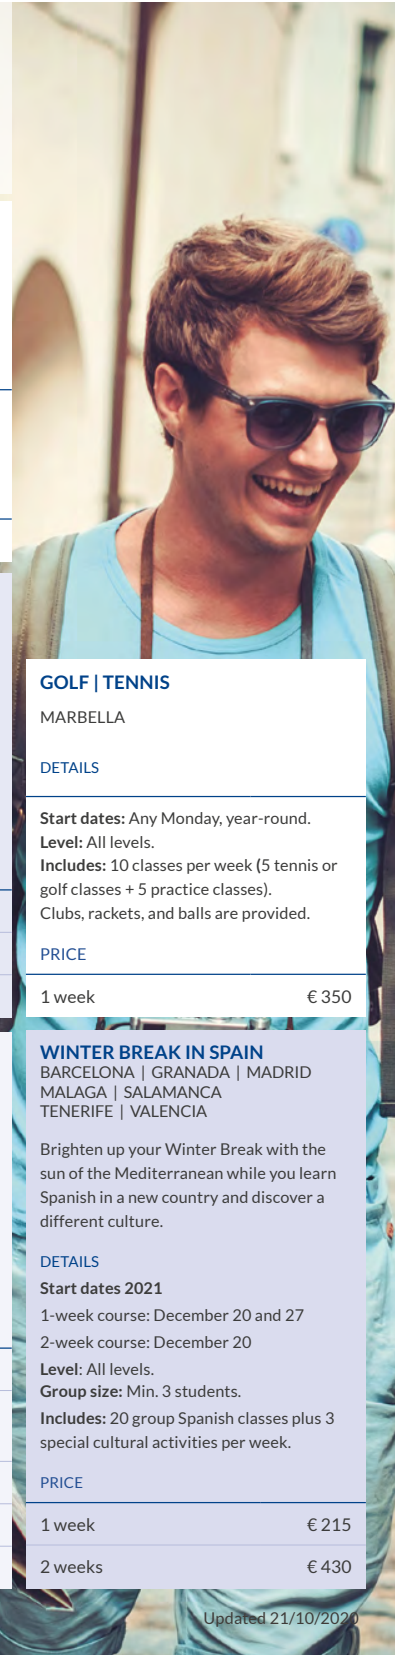 GOLF | TENNIS
MARBELLA
DETAILS
Start dates: Any Monday, year-round.
Level: All levels.
Includes: 10 classes per week (5 tennis or
golf classes + 5 practice classes).
Clubs, rackets, and balls are provided.
PRICE
1 week € 350
WINTER BREAK IN SPAIN
BARCELONA | GRANADA | MADRID
MALAGA | SALAMANCA
TENERIFE | VALENCIA
Brighten up your Winter Break with the
sun of the Mediterranean while you learn
Spanish in a new country and discover a
different culture.
DETAILS
Start dates 2021
1-week course: December 20 and 27
2-week course: December 20
Level: All levels.
Group size: Min. 3 students.
Includes: 20 group Spanish classes plus 3
special cultural activities per week.
PRICE
1 week € 215
2 weeks € 430
Updated 21/10/2020